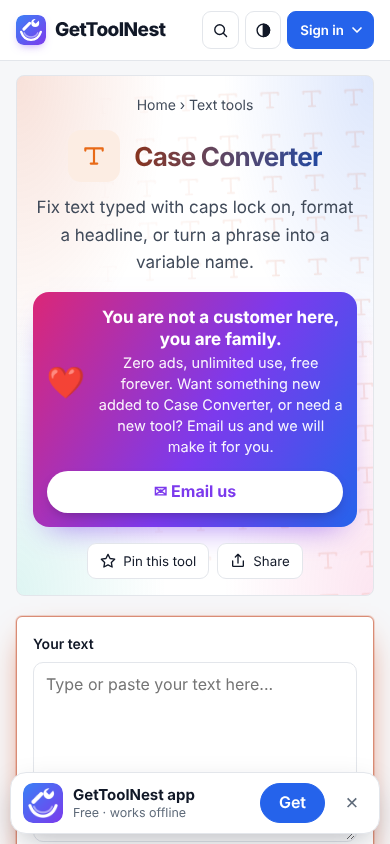 GetToolNest
Sign in
Home › Text tools
Case Converter
Fix text typed with caps lock on, format
a headline, or turn a phrase into a
variable name.
You are not a customer here,
you are family.
Zero ads, unlimited use, free
forever. Want something new
added to Case Converter, or need a
new tool? Email us and we will
make it for you.
✉ Email us
Pin this tool
Share
Your text
Type or paste your text here...
GetToolNest app
Free · works offline
Get
✕